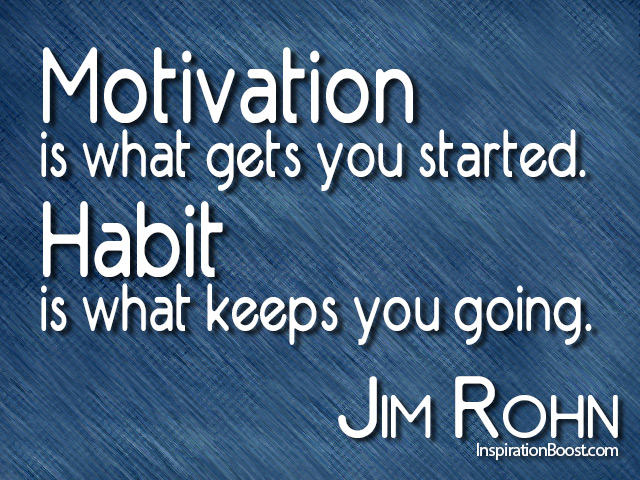 Motivation
is what gets you started.
Habit
is what keeps you going.
Jim Rohn
InspirationBoost.com